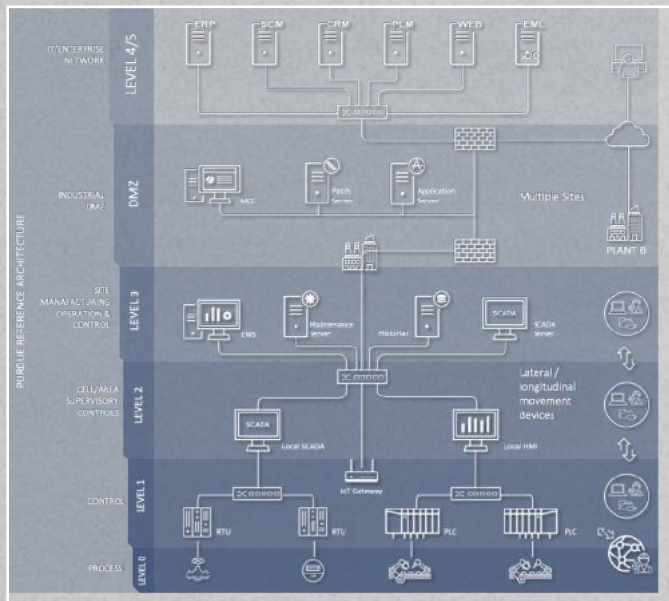 ERP
SCM
CRM
PLM
WEB
EML
IT/ENTERPRISE
NETWORK
LEVEL 4/5
PURDUE REFERENCE ARCHITECTURE
INDUSTRIAL
DMZ
DMZ
MES
Patch
Server
Application
Server
Multiple Sites
PLANT B
SITE
MANUFACTURING
OPERATION &
CONTROL
LEVEL 3
EWS
Maintenance
Server
Historian
SCADA
SCADA
Server
CELL/AREA
SUPERVISORY
CONTROLS
LEVEL 2
SCADA
Local SCADA
Local HMI
Lateral /
longitudinal
movement
devices
CONTROL
LEVEL 1
IoT Gateway
RTU
RTU
PLC
PLC
PROCESS
LEVEL 0